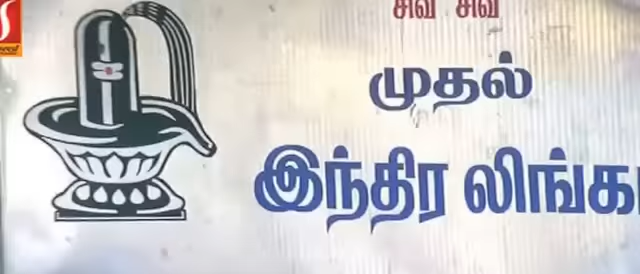 சிவ சிவ
முதல்
இந்திர லிங்க